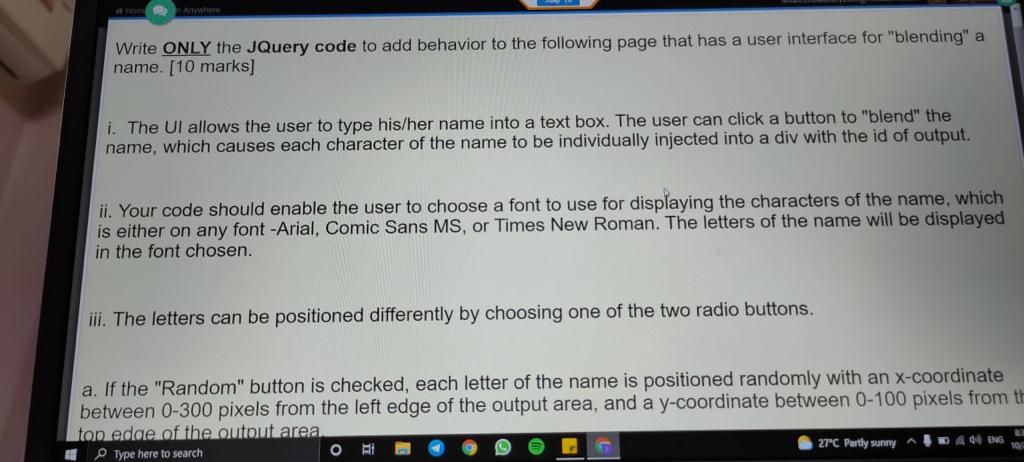 Home
n Anywhere
Write ONLY the JQuery code to add behavior to the following page that has a user interface for "blending" a
name. [10 marks]
i. The UI allows the user to type his/her name into a text box. The user can click a button to "blend" the
name, which causes each character of the name to be individually injected into a div with the id of output.
ii. Your code should enable the user to choose a font to use for displaying the characters of the name, which
is either on any font -Arial, Comic Sans MS, or Times New Roman. The letters of the name will be displayed
in the font chosen.
iii. The letters can be positioned differently by choosing one of the two radio buttons.
a. If the "Random" button is checked, each letter of the name is positioned randomly with an x-coordinate
between 0-300 pixels from the left edge of the output area, and a y-coordinate between 0-100 pixels from th
top edge of the output area
Type here to search
27°C Partly sunny
ENG